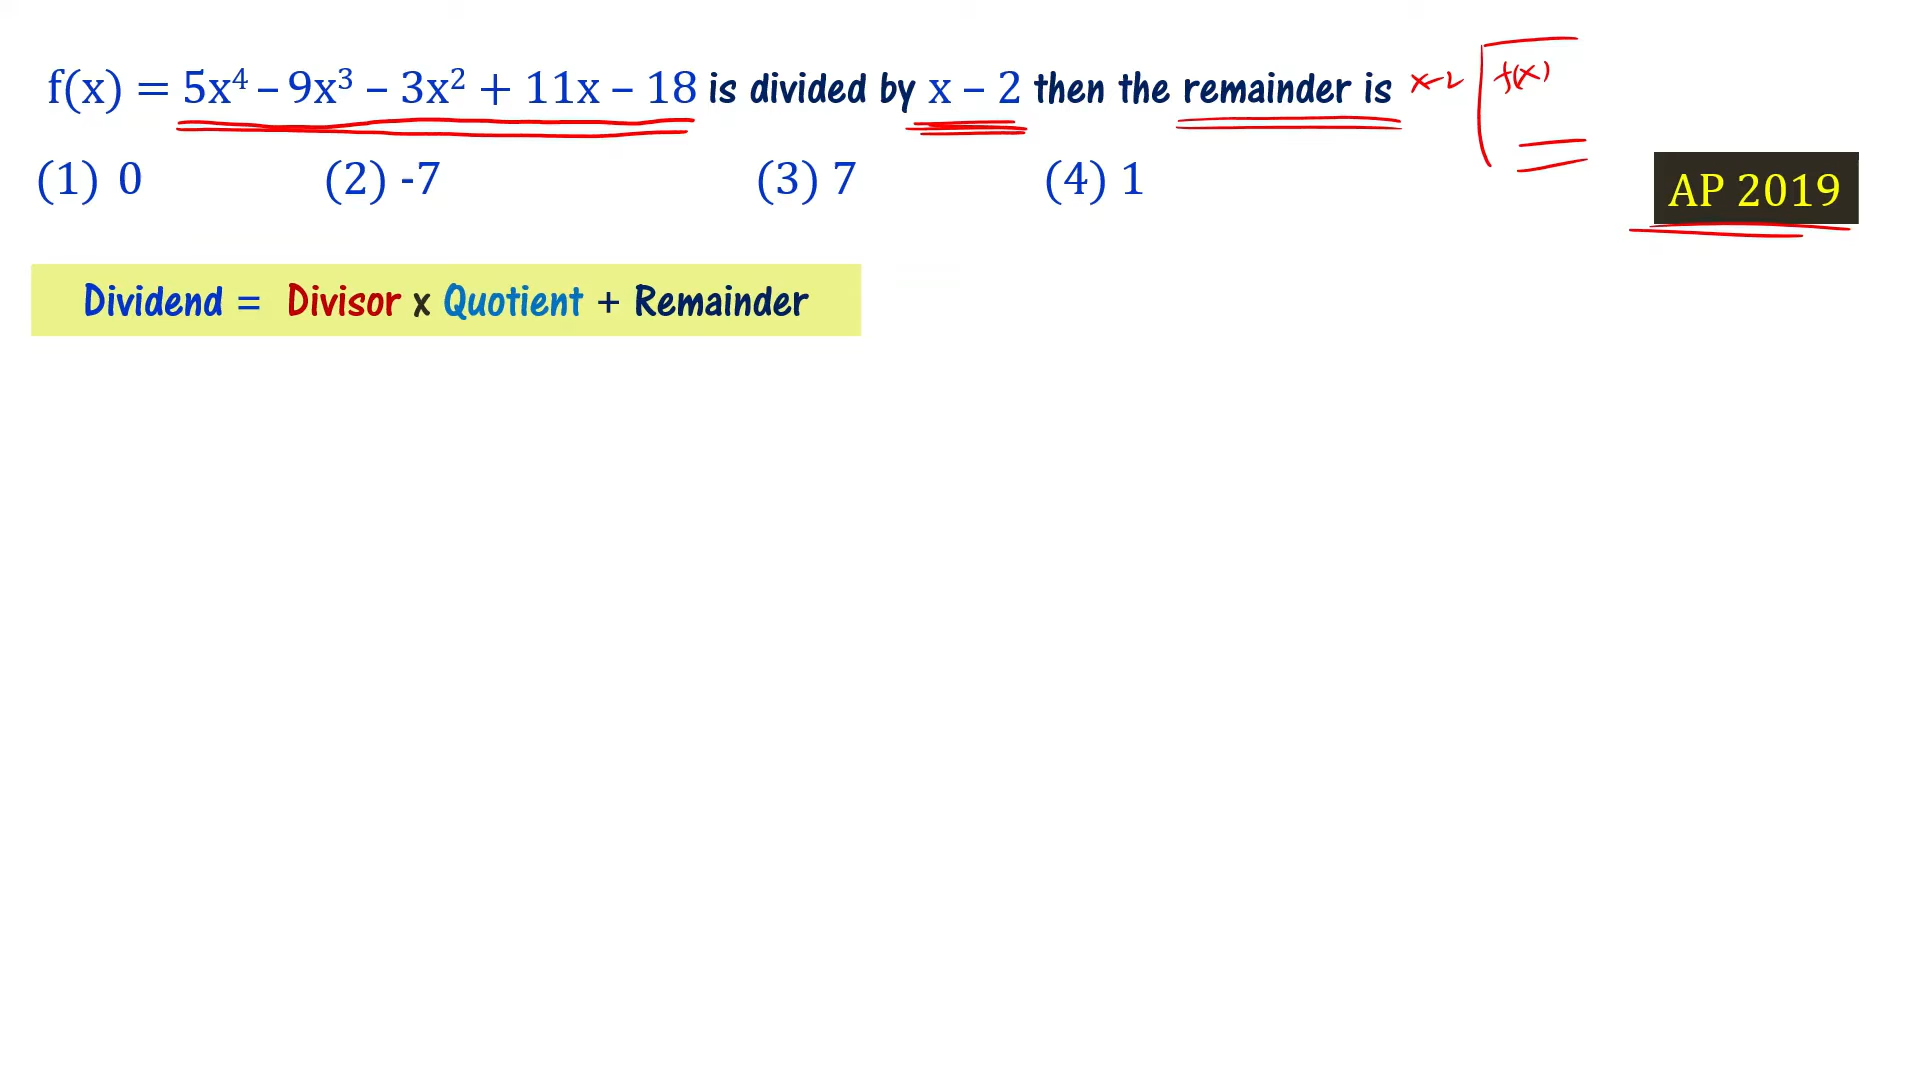 f(x) = 5x⁴ – 9x³ – 3x² + 11x – 18 is divided by x – 2 then the remainder is x-2 f(x)
(1) 0 (2) -7 (3) 7 (4) 1
AP 2019
Dividend = Divisor x Quotient + Remainder